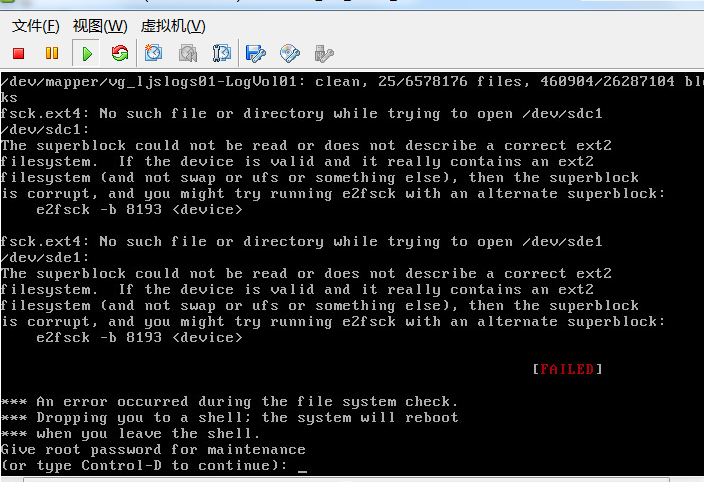 文件(F) 视图(W) 虚拟机(V)
/dev/mapper/vg_ljslogs01-LogVol01: clean, 25/6578176 files, 460904/26287104 blo
ks
fsck.ext4: No such file or directory while trying to open /dev/sdc1
/dev/sdc1:
The superblock could not be read or does not describe a correct ext2
filesystem.  If the device is valid and it really contains an ext2
filesystem (and not swap or ufs or something else), then the superblock
is corrupt, and you might try running e2fsck with an alternate superblock:
    e2fsck -b 8193 <device>
fsck.ext4: No such file or directory while trying to open /dev/sde1
/dev/sde1:
The superblock could not be read or does not describe a correct ext2
filesystem.  If the device is valid and it really contains an ext2
filesystem (and not swap or ufs or something else), then the superblock
is corrupt, and you might try running e2fsck with an alternate superblock:
    e2fsck -b 8193 <device>
[FAILED]
*** An error occurred during the file system check.
*** Dropping you to a shell; the system will reboot
*** when you leave the shell.
Give root password for maintenance
(or type Control-D to continue): _